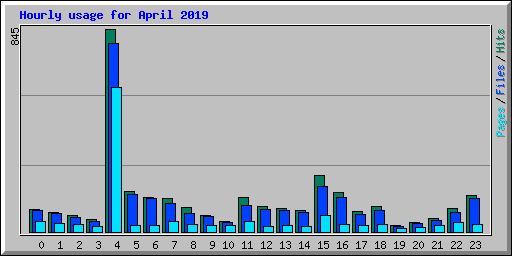 Hourly usage for April 2019
845
Pages/Files/Hits
0 1 2 3 4 5 6 7 8 9 10 11 12 13 14 15 16 17 18 19 20 21 22 23